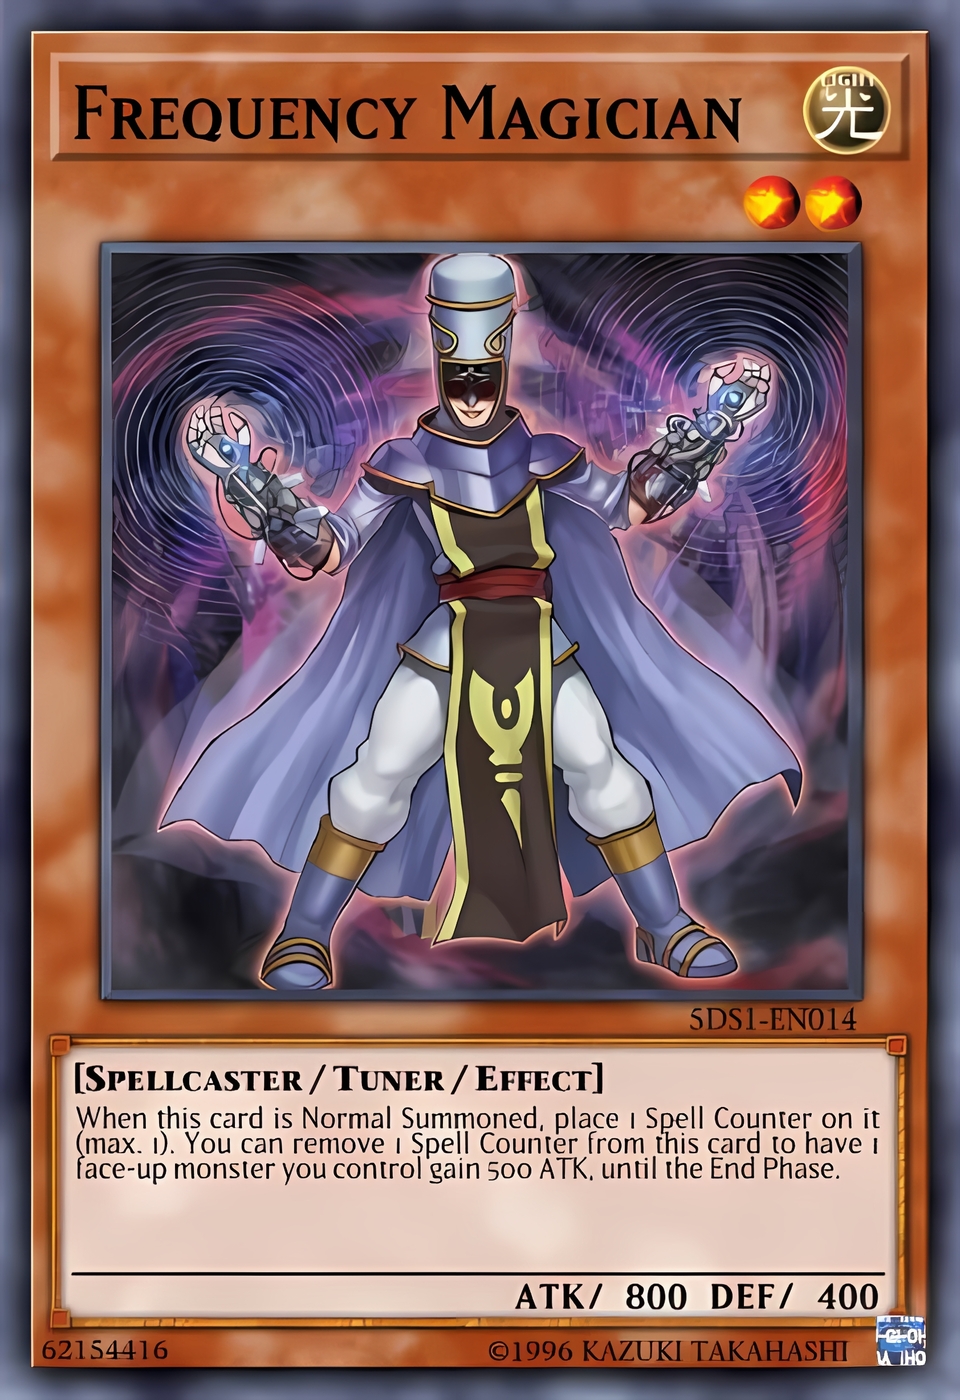 Frequency Magician
光
5DS1-EN014
[Spellcaster / Tuner / Effect]
When this card is Normal Summoned, place 1 Spell Counter on it
(max. 1). You can remove 1 Spell Counter from this card to have 1
face-up monster you control gain 500 ATK, until the End Phase.
ATK/ 800 DEF/ 400
62154416
©1996 KAZUKI TAKAHASHI